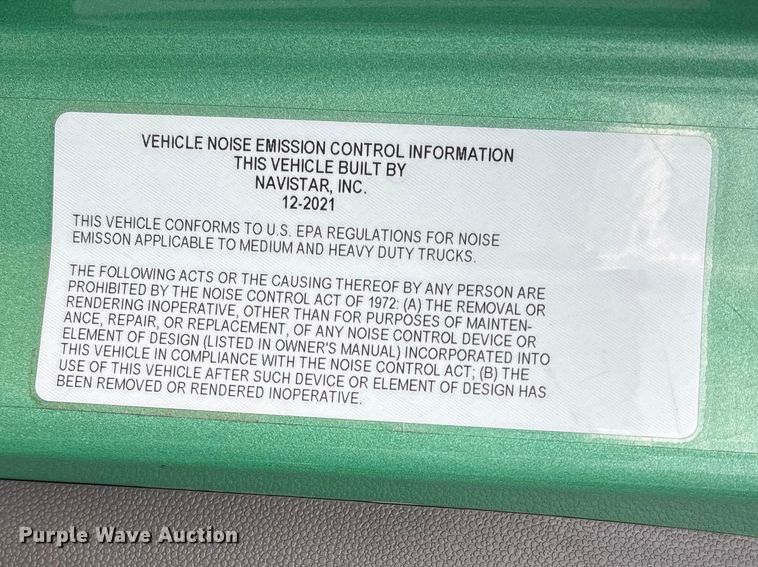 VEHICLE NOISE EMISSION CONTROL INFORMATION
THIS VEHICLE BUILT BY
NAVISTAR, INC.
12-2021
THIS VEHICLE CONFORMS TO U.S. EPA REGULATIONS FOR NOISE
EMISSON APPLICABLE TO MEDIUM AND HEAVY DUTY TRUCKS.
THE FOLLOWING ACTS OR THE CAUSING THEREOF BY ANY PERSON ARE
PROHIBITED BY THE NOISE CONTROL ACT OF 1972: (A) THE REMOVAL OR
RENDERING INOPERATIVE, OTHER THAN FOR PURPOSES OF MAINTEN-
ANCE, REPAIR, OR REPLACEMENT, OF ANY NOISE CONTROL DEVICE OR
ELEMENT OF DESIGN (LISTED IN OWNER'S MANUAL) INCORPORATED INTO
THIS VEHICLE IN COMPLIANCE WITH THE NOISE CONTROL ACT; (B) THE
USE OF THIS VEHICLE AFTER SUCH DEVICE OR ELEMENT OF DESIGN HAS
BEEN REMOVED OR RENDERED INOPERATIVE.
Purple Wave Auction